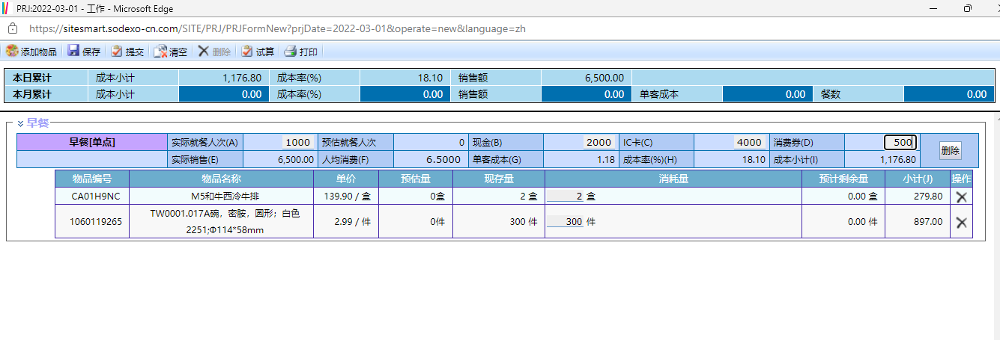 PRJ:2022-03-01 - 工作 - Microsoft Edge
https://sitesmart.sodexo-cn.com/SITE/PRJ/PRJFormNew?prjDate=2022-03-01&operate=new&language=zh
添加物品 保存 提交 清空 删除 试算 打印
本日累计 成本小计 1,176.80 成本率(%) 18.10 销售额 6,500.00
本月累计 成本小计 0.00 成本率(%) 0.00 销售额 0.00 单客成本 0.00 餐数 0.00
早餐
早餐[单点] 实际就餐人次(A) 1000 预估就餐人次 0 现金(B) 2000 IC卡(C) 4000 消费券(D) 500 删除
实际销售(E) 6,500.00 人均消费(F) 6.5000 单客成本(G) 1.18 成本率(%)(H) 18.10 成本小计(I) 1,176.80
物品编号 物品名称 单价 预估量 现存量 消耗量 预计剩余量 小计(J) 操作
CA01H9NC M5和牛西冷牛排 139.90 / 盒 0盒 2 盒 2 盒 0.00 盒 279.80
1060119265 TW0001.017A碗，密胺，圆形；白色 2.99 / 件 0件 300 件 300 件 0.00 件 897.00
2251;Φ114*58mm